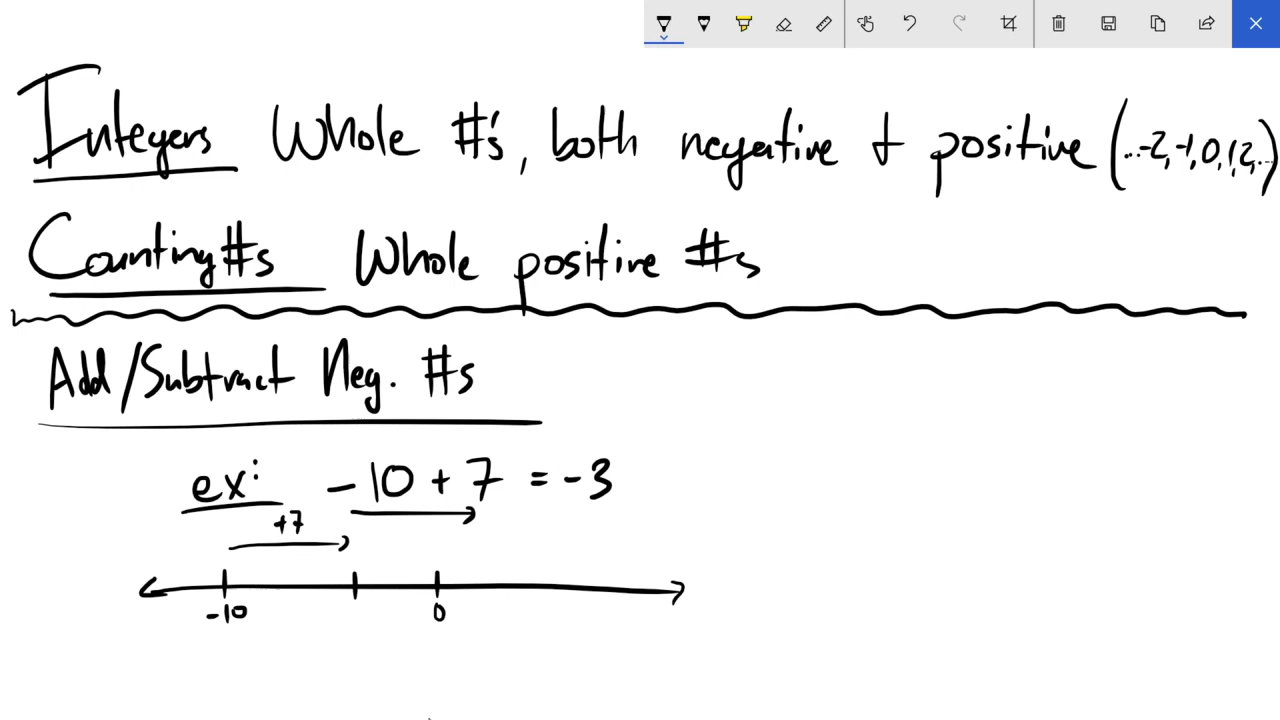 Integers Whole #'s, both negative + positive (...-2,-1,0,1,2,...)
Counting #s Whole positive #s
Add/Subtract Neg. #s
ex: -10 + 7 = -3
+7
-10 0